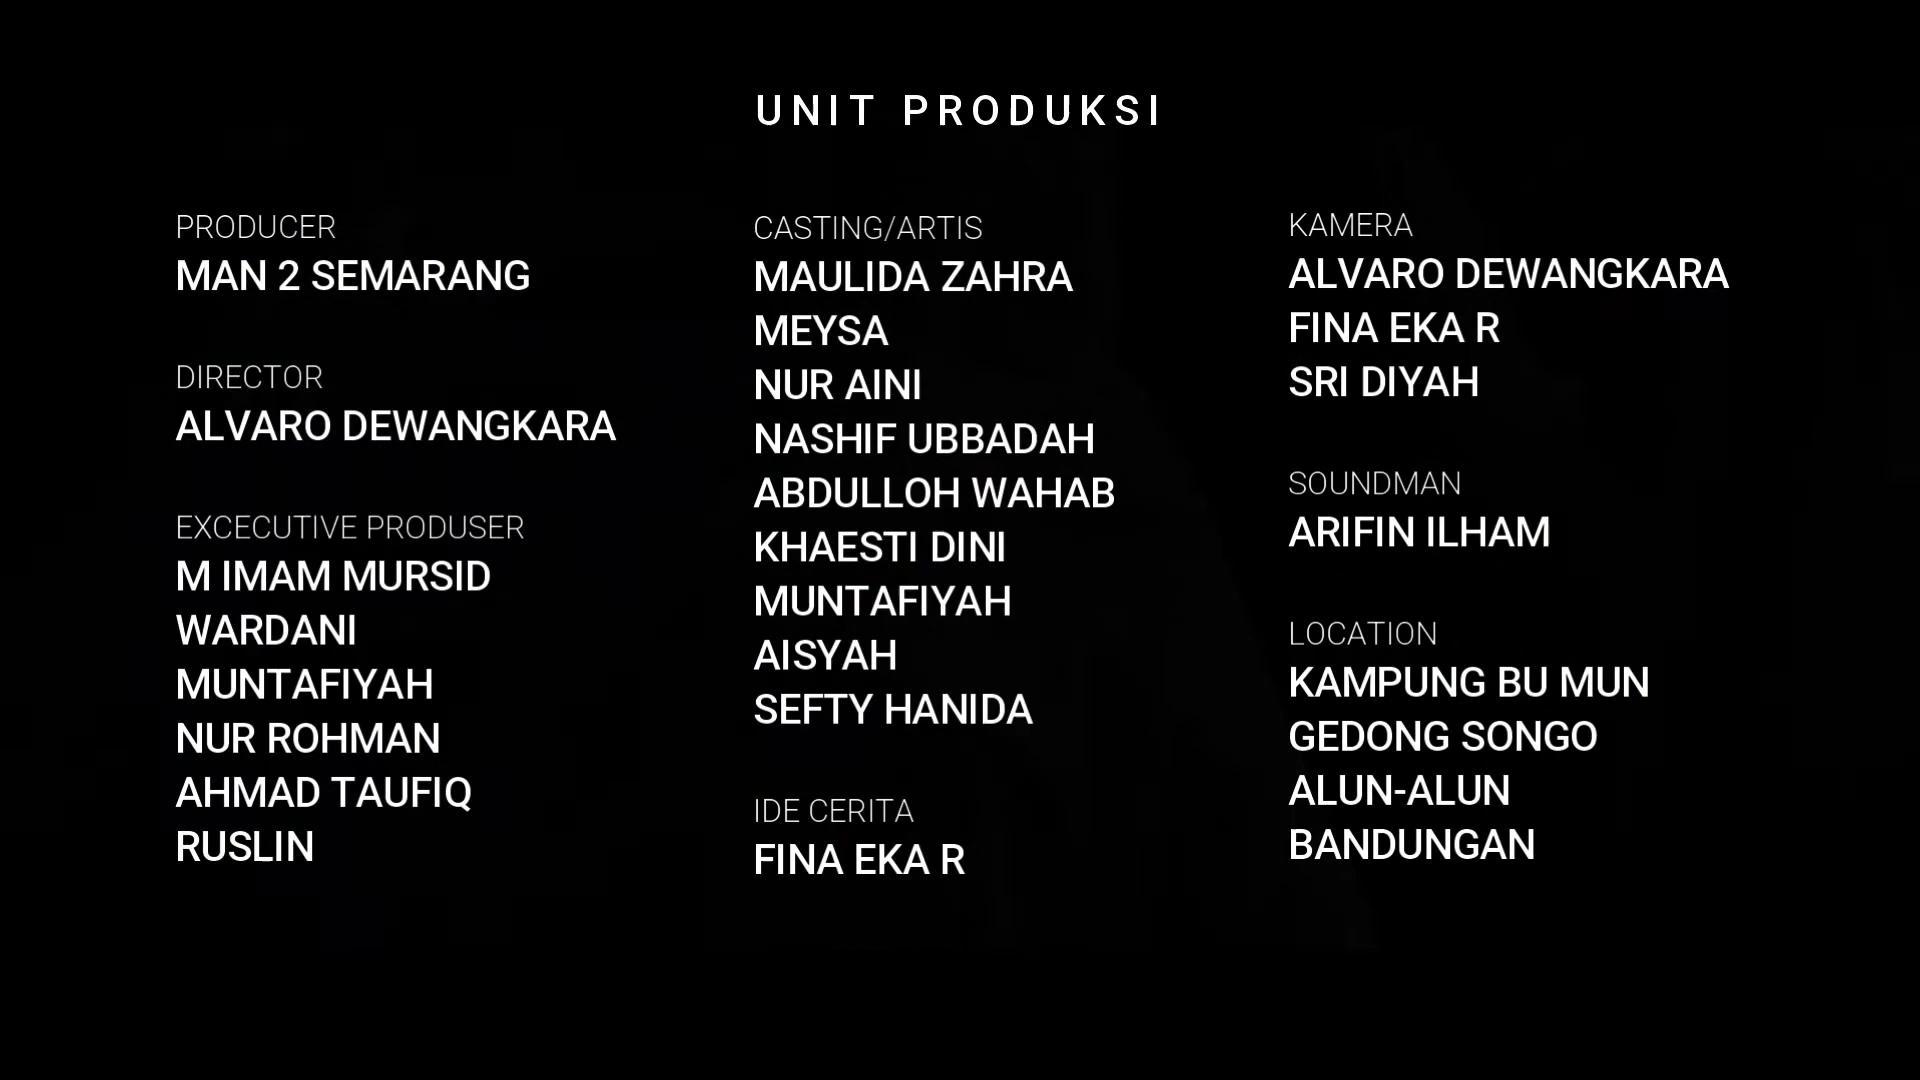 UNIT PRODUKSI
PRODUCER
MAN 2 SEMARANG
DIRECTOR
ALVARO DEWANGKARA
EXCECUTIVE PRODUSER
M IMAM MURSID
WARDANI
MUNTAFIYAH
NUR ROHMAN
AHMAD TAUFIQ
RUSLIN
CASTING/ARTIS
MAULIDA ZAHRA
MEYSA
NUR AINI
NASHIF UBBADAH
ABDULLOH WAHAB
KHAESTI DINI
MUNTAFIYAH
AISYAH
SEFTY HANIDA
IDE CERITA
FINA EKA R
KAMERA
ALVARO DEWANGKARA
FINA EKA R
SRI DIYAH
SOUNDMAN
ARIFIN ILHAM
LOCATION
KAMPUNG BU MUN
GEDONG SONGO
ALUN-ALUN
BANDUNGAN